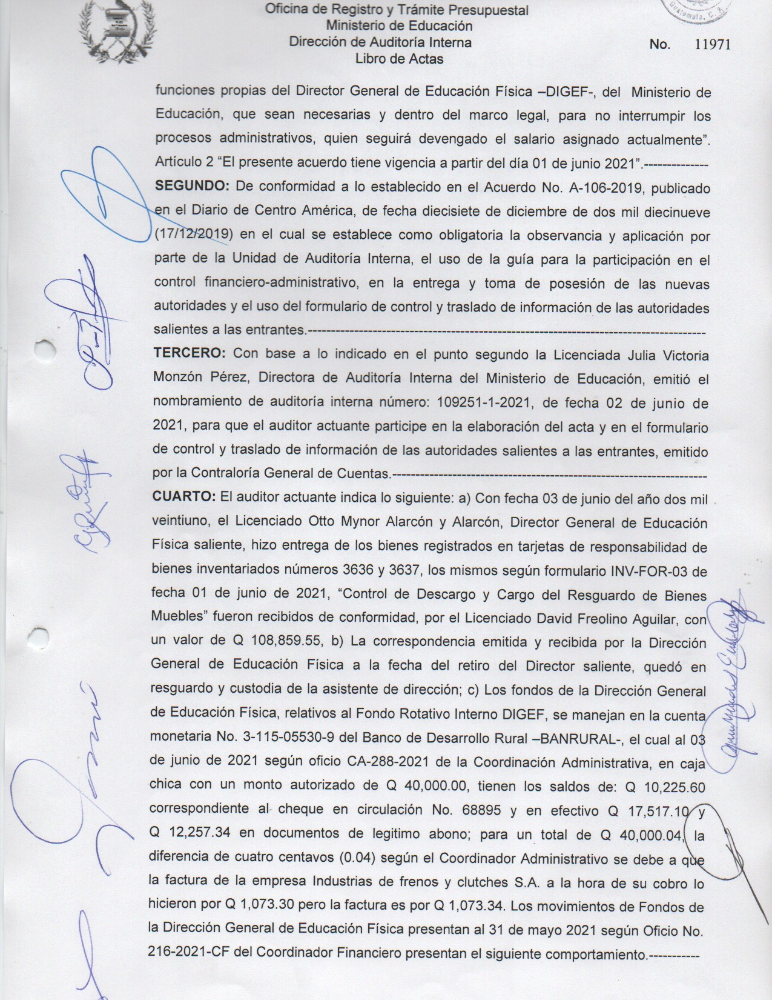 Guatemala, C. A.
Oficina de Registro y Trámite Presupuestal
Ministerio de Educación
Dirección de Auditoría Interna
No. 11971
Libro de Actas
funciones propias del Director General de Educación Física –DIGEF-, del Ministerio de
Educación, que sean necesarias y dentro del marco legal, para no interrumpir los
procesos administrativos, quien seguirá devengado el salario asignado actualmente”.
Artículo 2 “El presente acuerdo tiene vigencia a partir del día 01 de junio 2021”.--------------
SEGUNDO: De conformidad a lo establecido en el Acuerdo No. A-106-2019, publicado
en el Diario de Centro América, de fecha diecisiete de diciembre de dos mil diecinueve
(17/12/2019) en el cual se establece como obligatoria la observancia y aplicación por
parte de la Unidad de Auditoría Interna, el uso de la guía para la participación en el
control financiero-administrativo, en la entrega y toma de posesión de las nuevas
autoridades y el uso del formulario de control y traslado de información de las autoridades
salientes a las entrantes.--------------------------------------------------------------------------------------
TERCERO: Con base a lo indicado en el punto segundo la Licenciada Julia Victoria
Monzón Pérez, Directora de Auditoría Interna del Ministerio de Educación, emitió el
nombramiento de auditoría interna número: 109251-1-2021, de fecha 02 de junio de
2021, para que el auditor actuante participe en la elaboración del acta y en el formulario
de control y traslado de información de las autoridades salientes a las entrantes, emitido
por la Contraloría General de Cuentas.--------------------------------------------------------------------
CUARTO: El auditor actuante indica lo siguiente: a) Con fecha 03 de junio del año dos mil
veintiuno, el Licenciado Otto Mynor Alarcón y Alarcón, Director General de Educación
Física saliente, hizo entrega de los bienes registrados en tarjetas de responsabilidad de
bienes inventariados números 3636 y 3637, los mismos según formulario INV-FOR-03 de
fecha 01 de junio de 2021, “Control de Descargo y Cargo del Resguardo de Bienes
Muebles” fueron recibidos de conformidad, por el Licenciado David Freolino Aguilar, con
un valor de Q 108,859.55, b) La correspondencia emitida y recibida por la Dirección
General de Educación Física a la fecha del retiro del Director saliente, quedó en
resguardo y custodia de la asistente de dirección; c) Los fondos de la Dirección General
de Educación Física, relativos al Fondo Rotativo Interno DIGEF, se manejan en la cuenta
monetaria No. 3-115-05530-9 del Banco de Desarrollo Rural –BANRURAL-, el cual al 03
de junio de 2021 según oficio CA-288-2021 de la Coordinación Administrativa, en caja
chica con un monto autorizado de Q 40,000.00, tienen los saldos de: Q 10,225.60
correspondiente al cheque en circulación No. 68895 y en efectivo Q 17,517.10 y
Q 12,257.34 en documentos de legitimo abono; para un total de Q 40,000.04, la
diferencia de cuatro centavos (0.04) según el Coordinador Administrativo se debe a que
la factura de la empresa Industrias de frenos y clutches S.A. a la hora de su cobro lo
hicieron por Q 1,073.30 pero la factura es por Q 1,073.34. Los movimientos de Fondos de
la Dirección General de Educación Física presentan al 31 de mayo 2021 según Oficio No.
216-2021-CF del Coordinador Financiero presentan el siguiente comportamiento.-----------